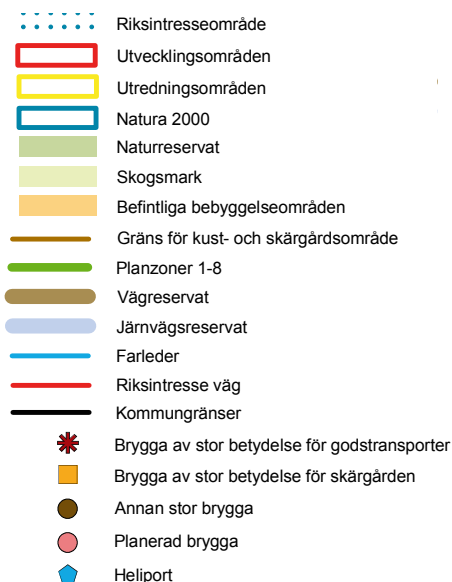 Riksintresseområde
Utvecklingsområden
Utredningsområden
Natura 2000
Naturreservat
Skogsmark
Befintliga bebyggelseområden
Gräns för kust- och skärgårdsområde
Planzoner 1-8
Vägreservat
Järnvägsreservat
Farleder
Riksintresse väg
Kommungränser
Brygga av stor betydelse för godstransporter
Brygga av stor betydelse för skärgården
Annan stor brygga
Planerad brygga
Heliport